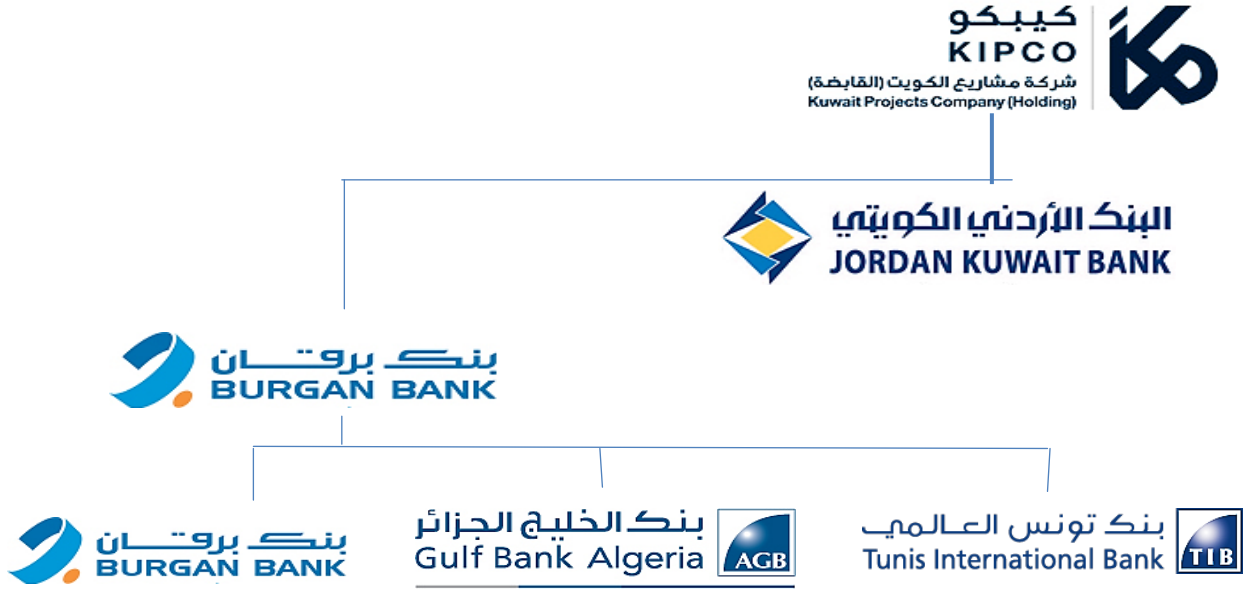 كيبكو
KIPCO
شركة مشاريع الكويت (القابضة)
Kuwait Projects Company (Holding)
البنك الأردني الكويتي
JORDAN KUWAIT BANK
بنك برقان
BURGAN BANK
بنك برقان
BURGAN BANK
بنك الخليج الجزائر
Gulf Bank Algeria
AGB
بنك تونس العالمي
Tunis International Bank
TIB